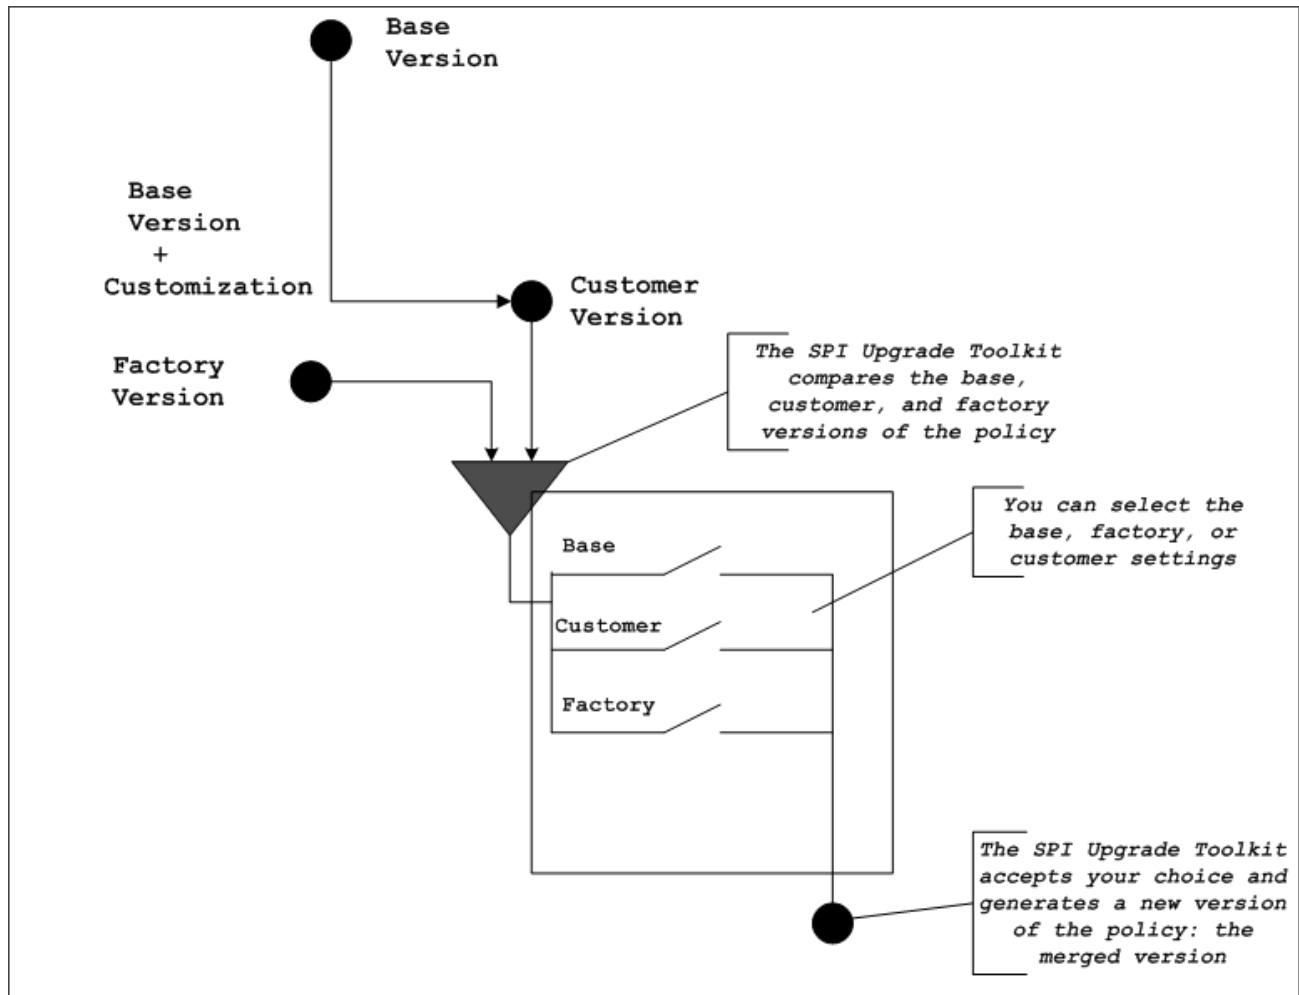 Base
Version
Base
Version
+
Customization
Customer
Version
Factory
Version
The SPI Upgrade Toolkit
compares the base,
customer, and factory
versions of the policy
You can select the
base, factory, or
customer settings
Base
Customer
Factory
The SPI Upgrade Toolkit
accepts your choice and
generates a new version
of the policy: the
merged version